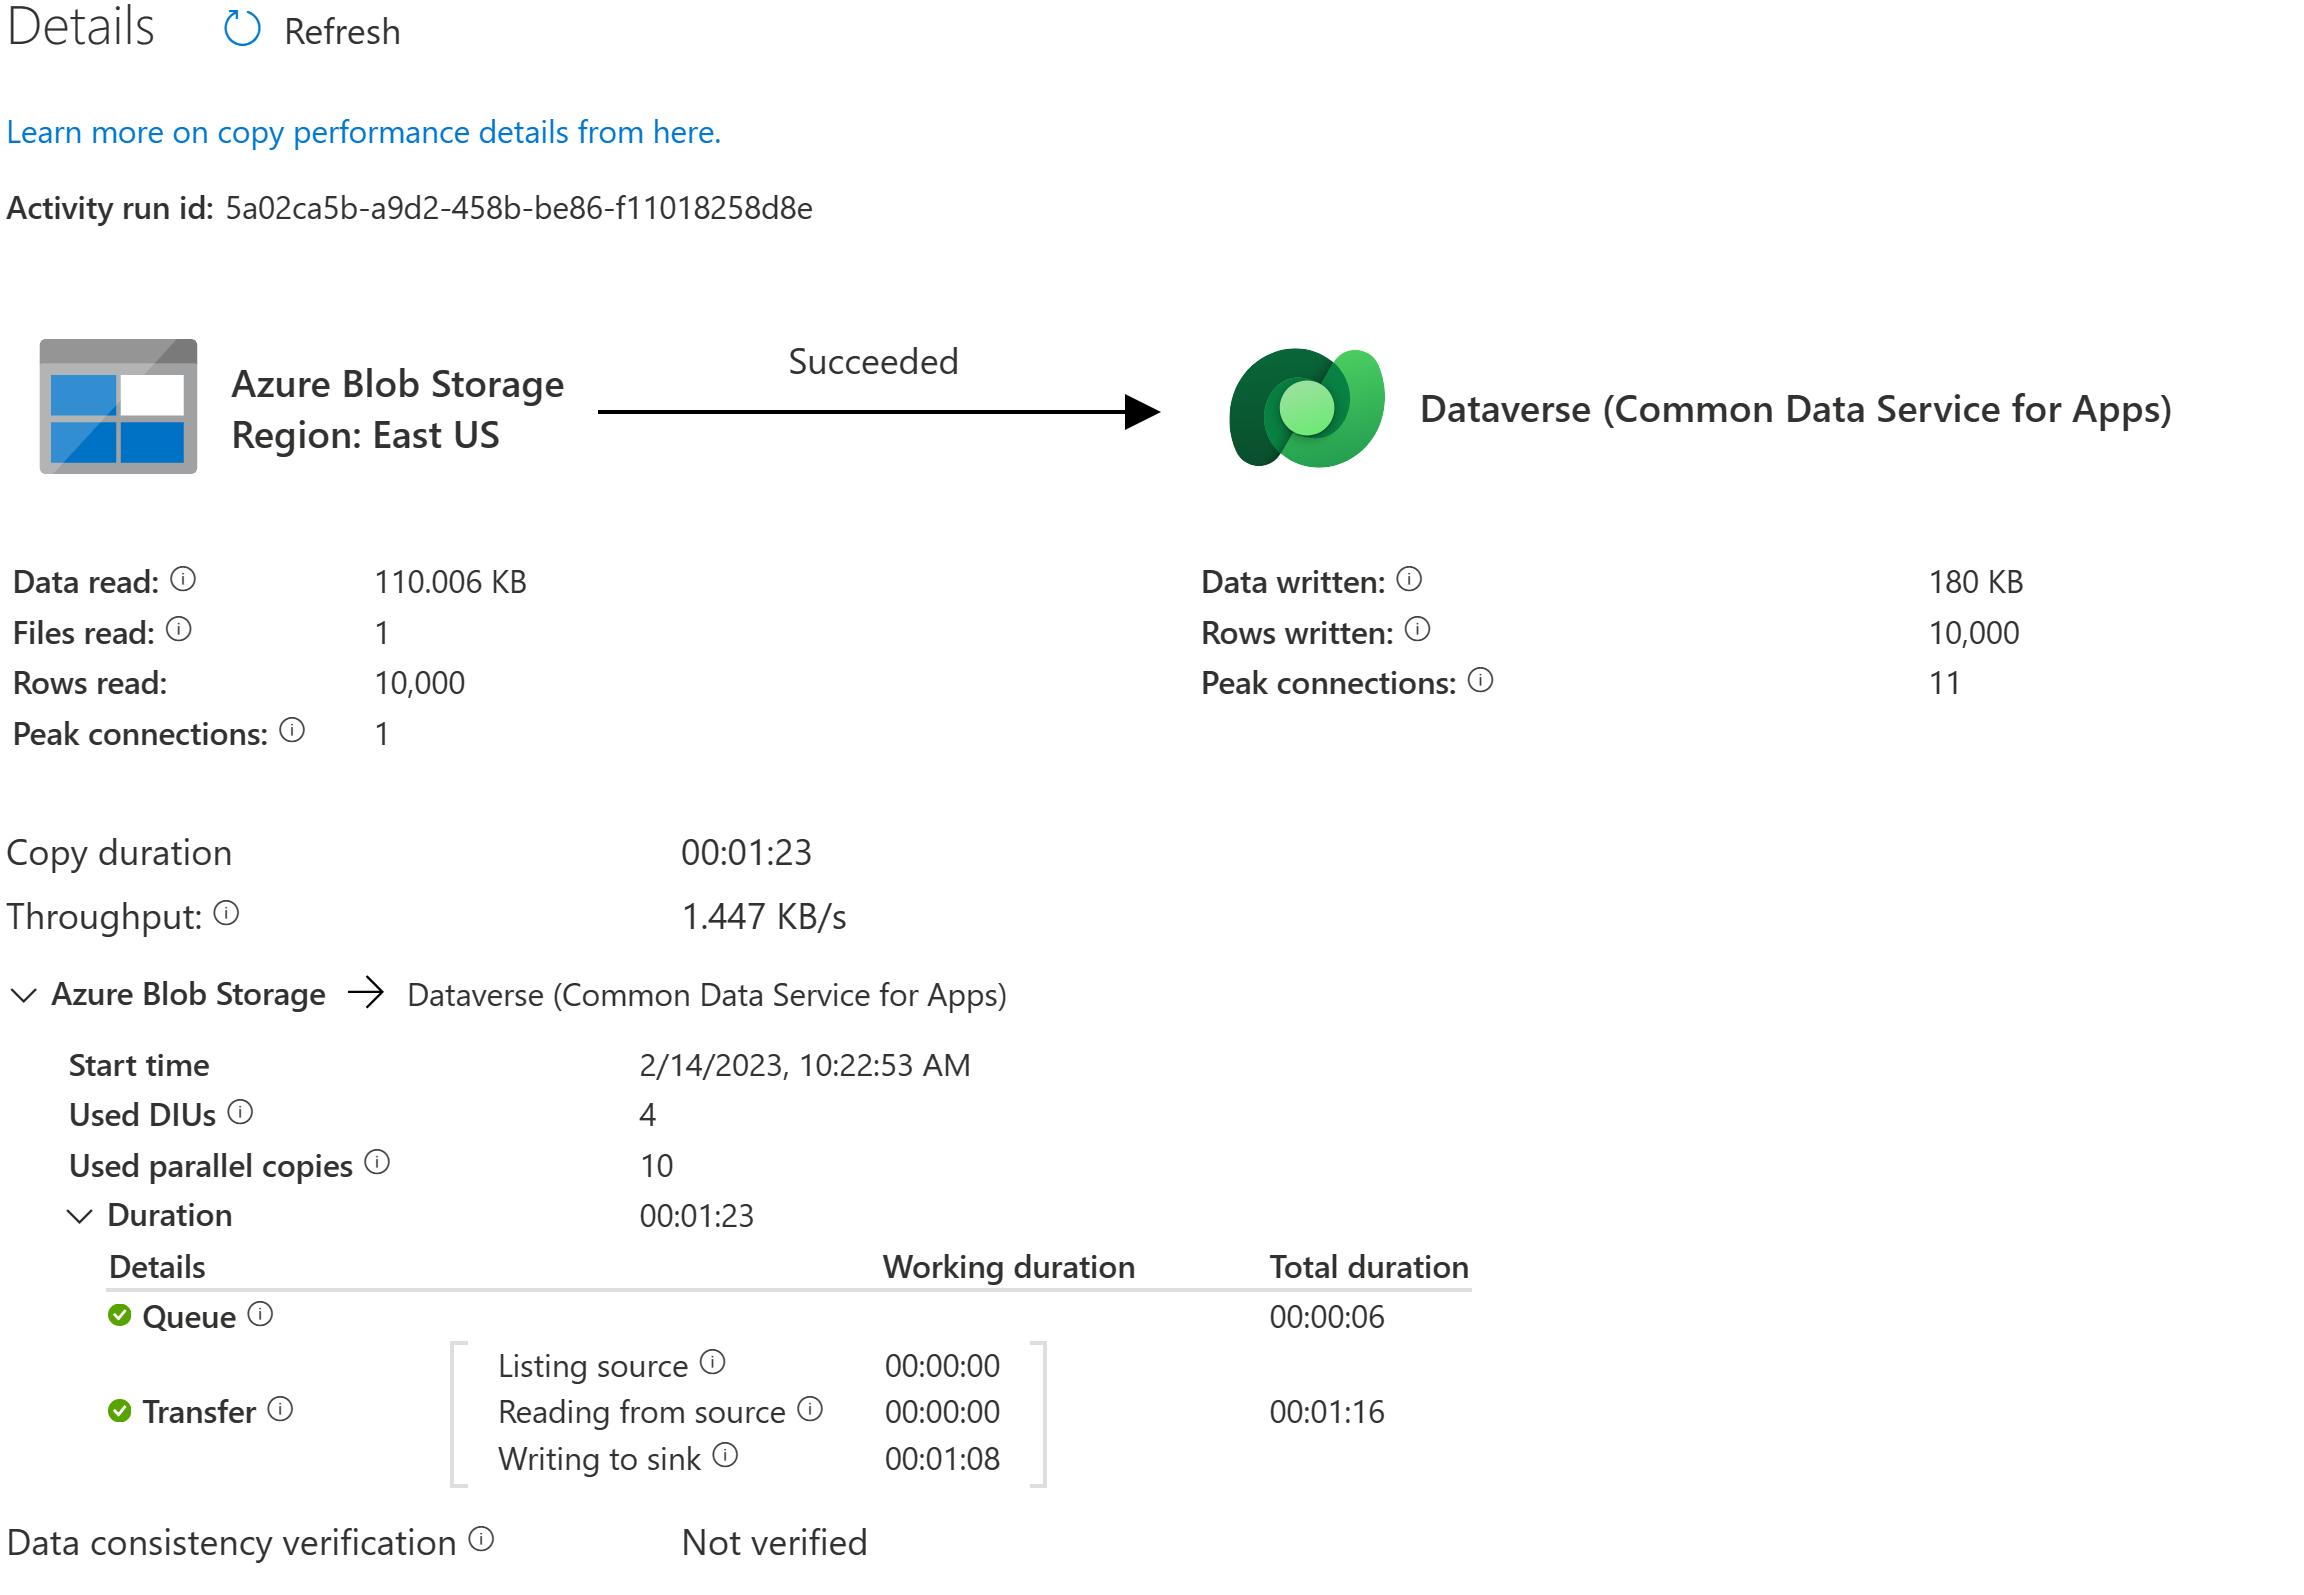 Details Refresh
Learn more on copy performance details from here.
Activity run id: 5a02ca5b-a9d2-458b-be86-f11018258d8e
Succeeded
Azure Blob Storage
Region: East US
Dataverse (Common Data Service for Apps)
Data read: 110.006 KB
Files read: 1
Rows read: 10,000
Peak connections: 1
Data written: 180 KB
Rows written: 10,000
Peak connections: 11
Copy duration 00:01:23
Throughput: 1.447 KB/s
Azure Blob Storage → Dataverse (Common Data Service for Apps)
Start time 2/14/2023, 10:22:53 AM
Used DIUs 4
Used parallel copies 10
Duration 00:01:23
Details Working duration Total duration
Queue 00:00:06
Listing source 00:00:00
Transfer Reading from source 00:00:00 00:01:16
Writing to sink 00:01:08
Data consistency verification Not verified